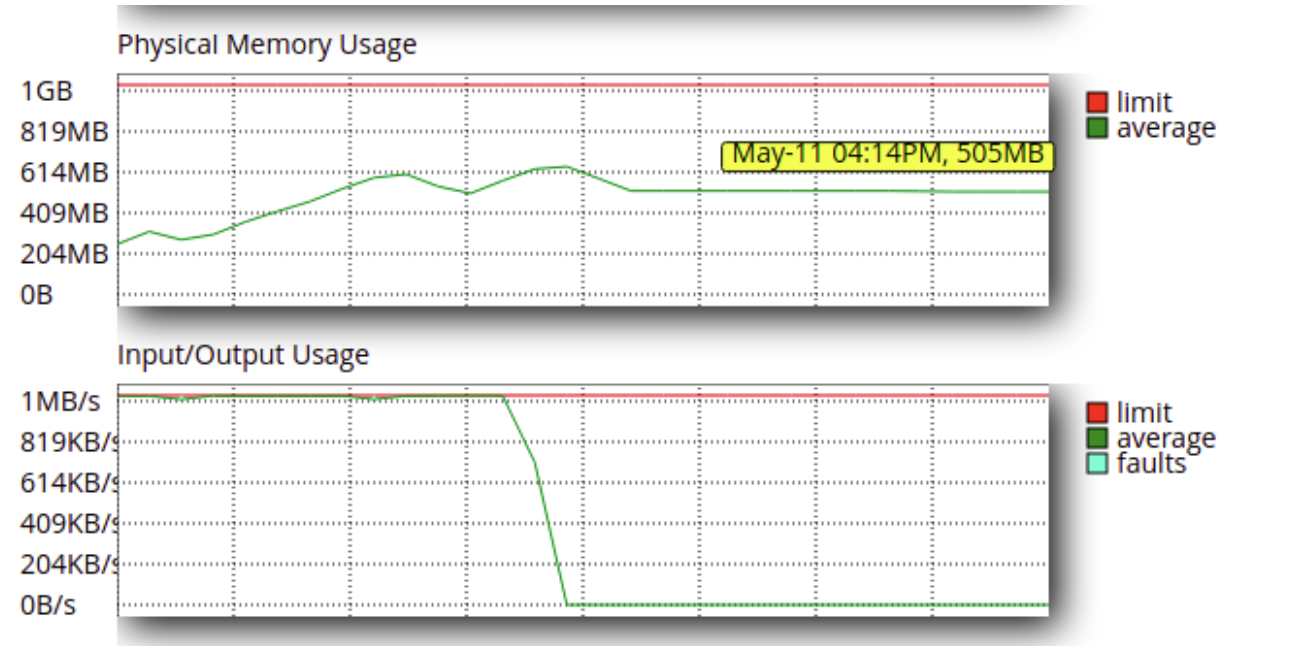 Physical Memory Usage
1GB
819MB
614MB
409MB
204MB
0B
May-11 04:14PM, 505MB
limit
average
Input/Output Usage
1MB/s
819KB/s
614KB/s
409KB/s
204KB/s
0B/s
limit
average
faults